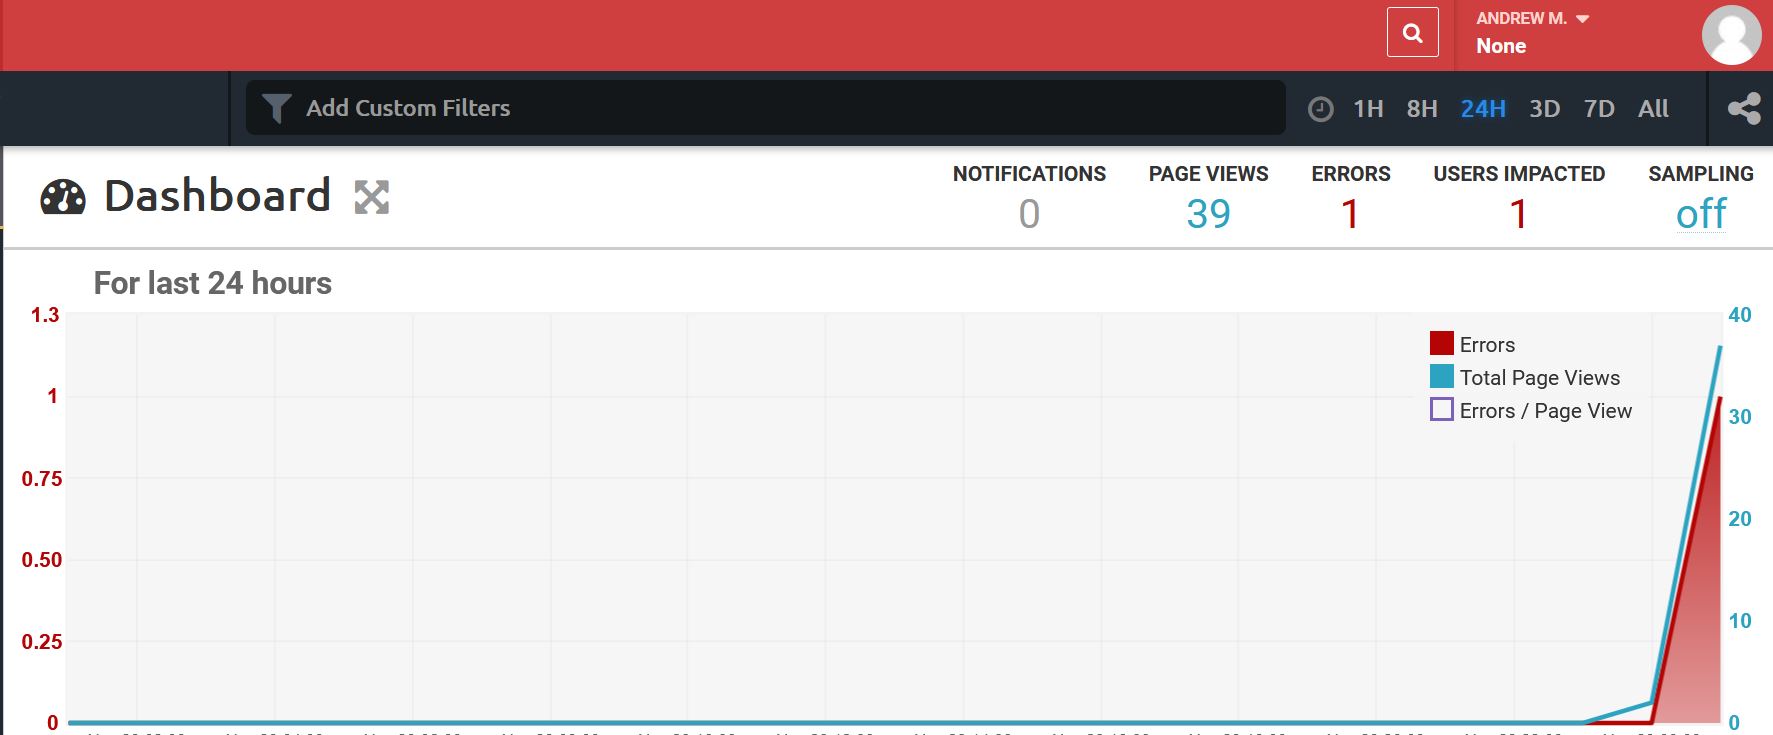 ANDREW M.
None
Add Custom Filters
1H 8H 24H 3D 7D All
Dashboard
NOTIFICATIONS PAGE VIEWS ERRORS USERS IMPACTED SAMPLING
0 39 1 1 off
For last 24 hours
1.3
40
Errors
Total Page Views
1
Errors / Page View
30
0.75
20
0.50
10
0.25
0
0